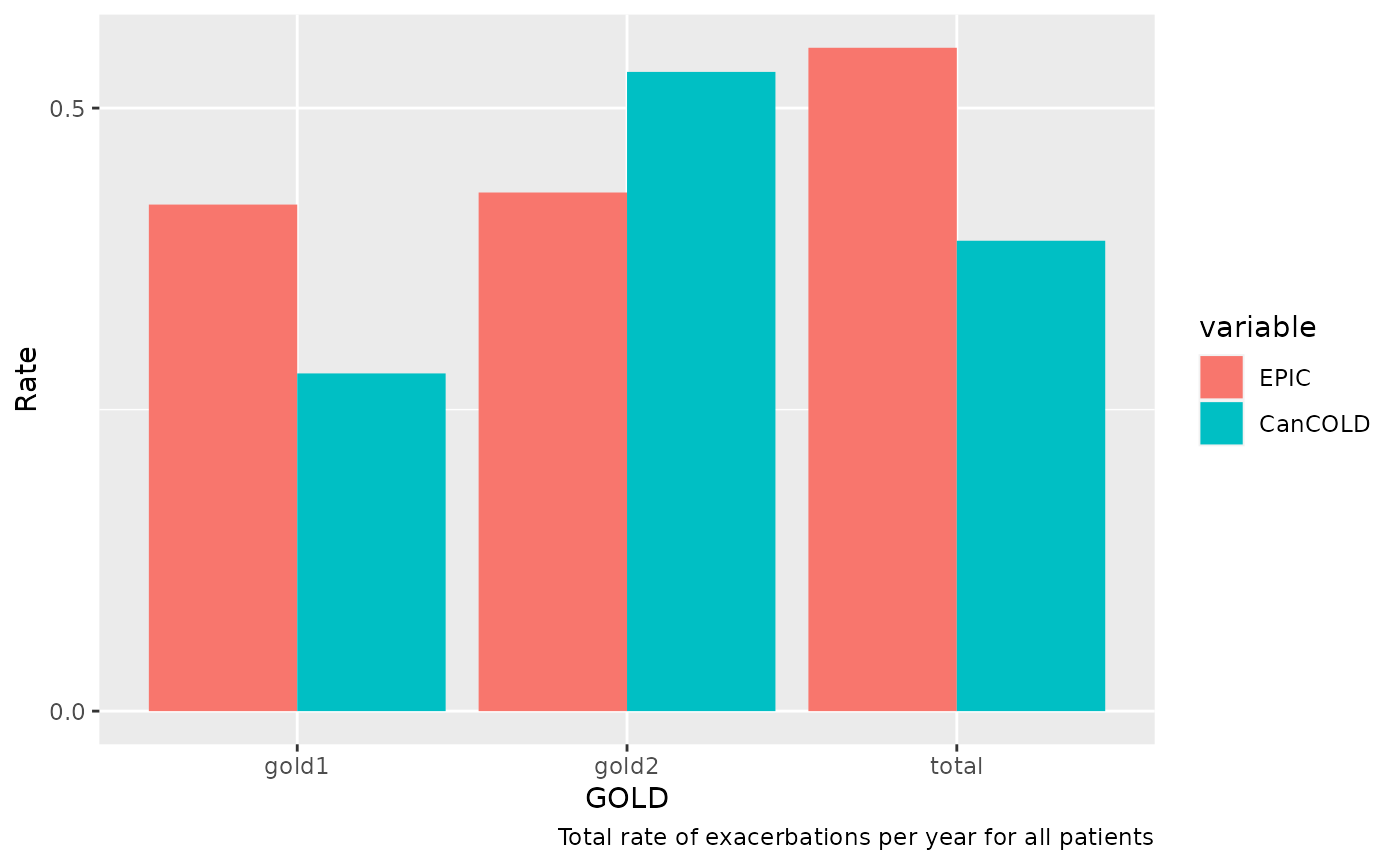 0.5
0.0
Rate
gold1
gold2
total
GOLD
Total rate of exacerbations per year for all patients
variable
EPIC
CanCOLD